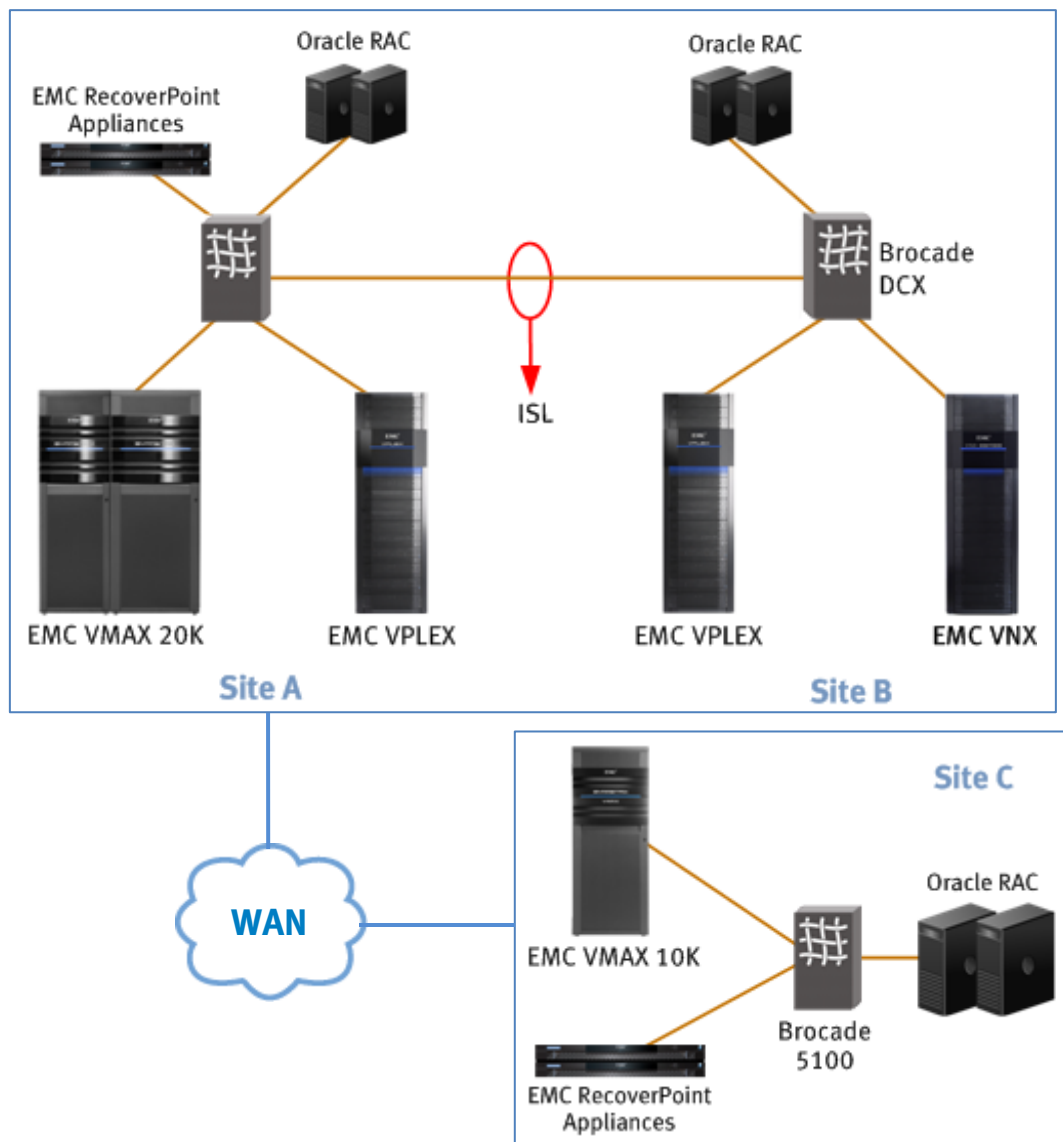 Oracle RAC
Oracle RAC
EMC RecoverPoint
Appliances
Brocade
DCX
ISL
EMC VMAX 20K
EMC VPLEX
EMC VPLEX
EMC VNX
Site A
Site B
Site C
WAN
EMC VMAX 10K
Oracle RAC
Brocade
5100
EMC RecoverPoint
Appliances